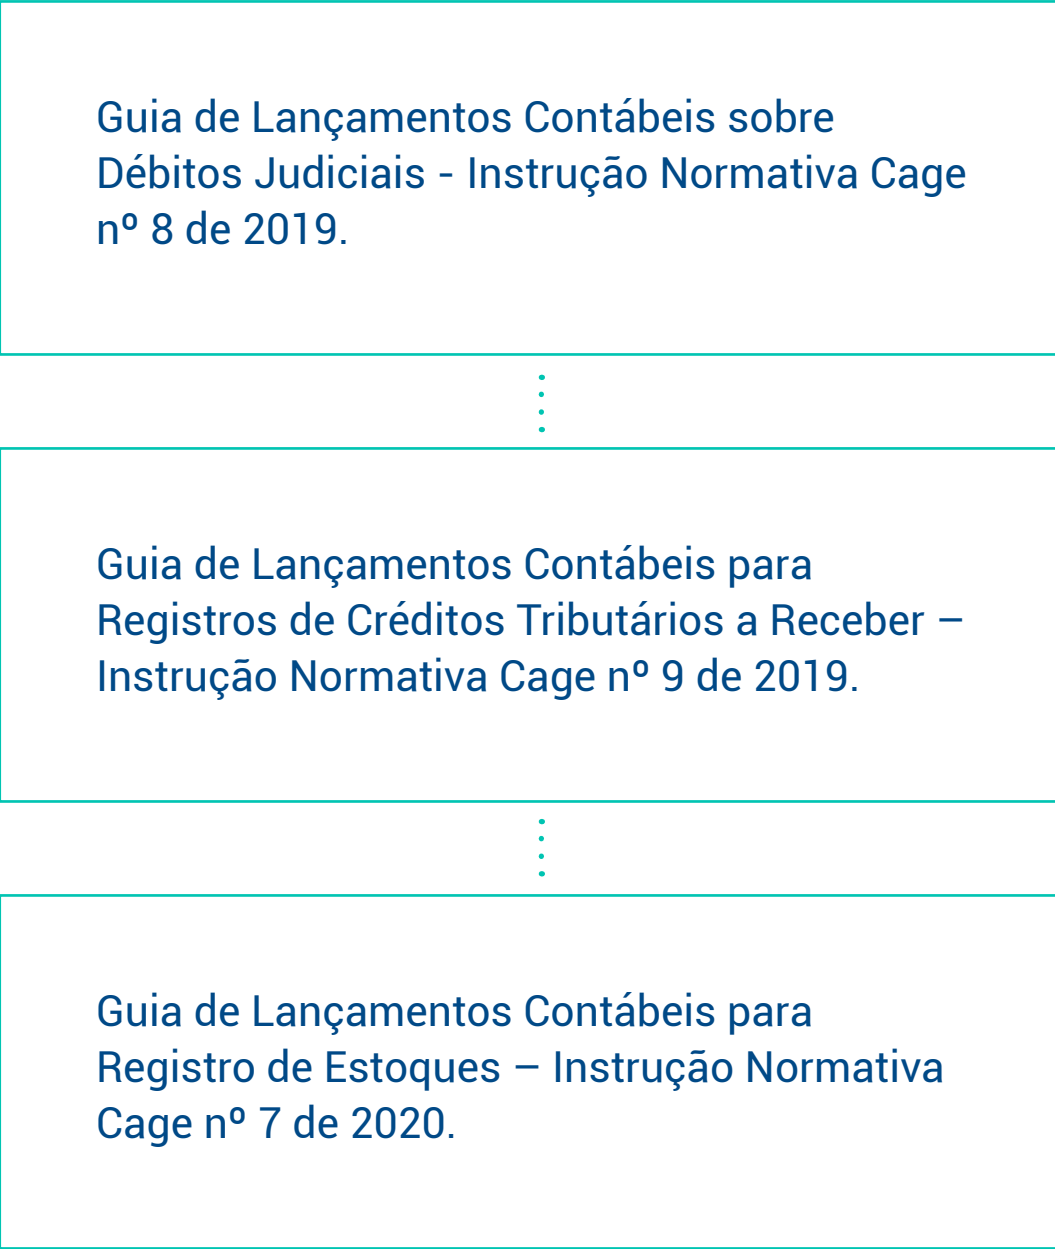 Guia de Lançamentos Contábeis sobre
Débitos Judiciais - Instrução Normativa Cage
nº 8 de 2019.
Guia de Lançamentos Contábeis para
Registros de Créditos Tributários a Receber –
Instrução Normativa Cage nº 9 de 2019.
Guia de Lançamentos Contábeis para
Registro de Estoques – Instrução Normativa
Cage nº 7 de 2020.